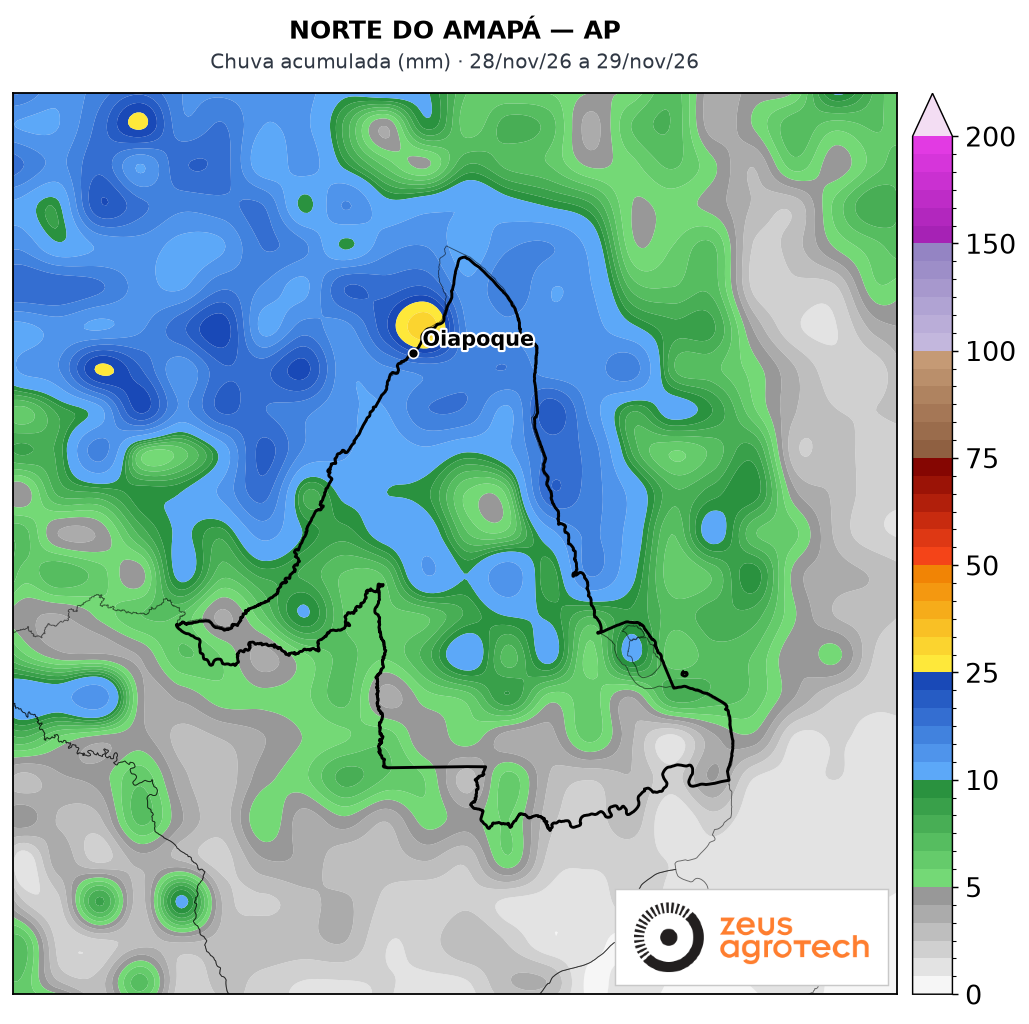 NORTE DO AMAPÁ — AP
Chuva acumulada (mm) · 28/nov/26 a 29/nov/26
200
150
100
75
50
25
10
5
0
Oiapoque
zeus
agrotech